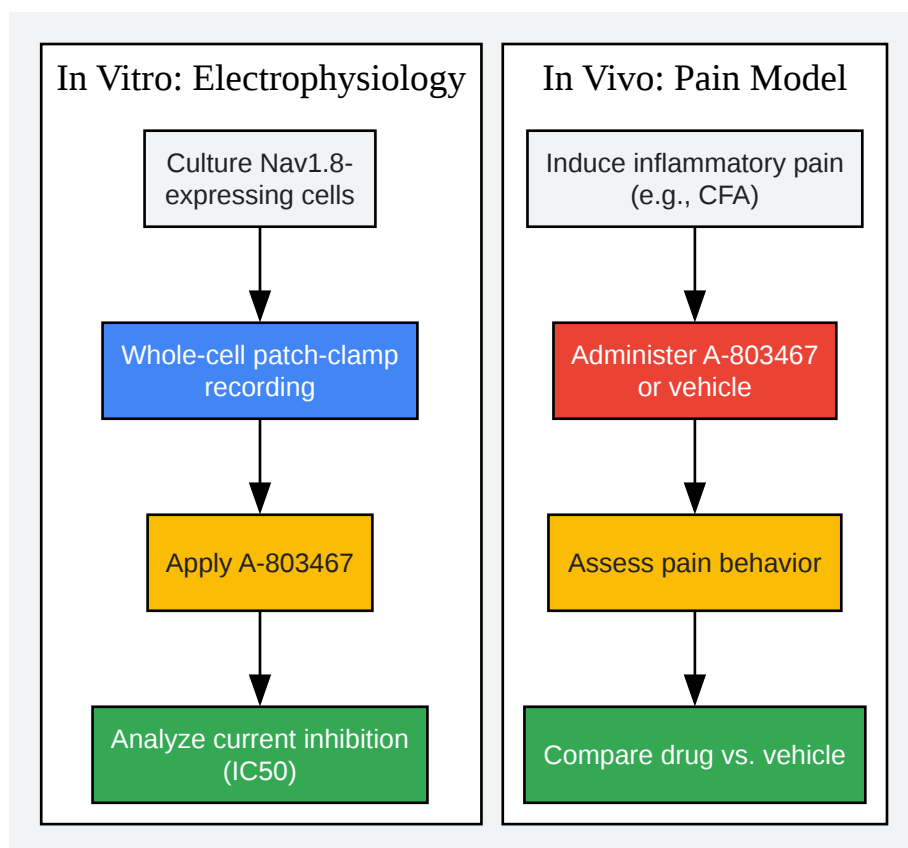 In Vitro: Electrophysiology
Culture Nav1.8-
expressing cells
Whole-cell patch-clamp
recording
Apply A-803467
Analyze current inhibition
(IC50)
In Vivo: Pain Model
Induce inflammatory pain
(e.g., CFA)
Administer A-803467
or vehicle
Assess pain behavior
Compare drug vs. vehicle